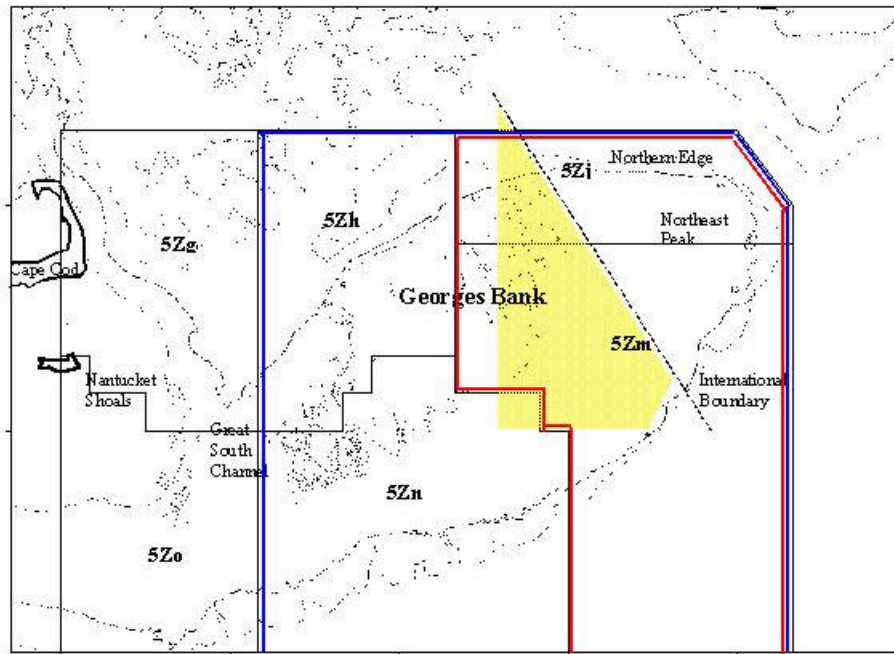 5Zj
Northern Edge
5Zh
Northeast
Peak
5Zg
Cape Cod
Georges Bank
5Zm
Nantucket
Shoals
International
Boundary
Great
South
Channel
5Zn
5Zo